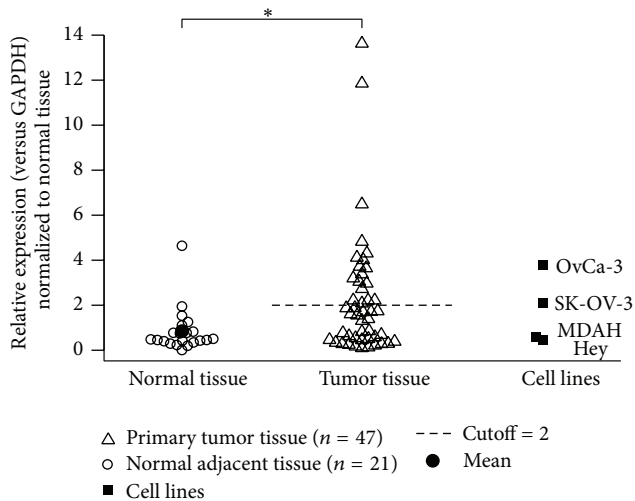 *
Relative expression (versus GAPDH)
normalized to normal tissue
14
12
10
8
6
4
2
0
OvCa-3
SK-OV-3
MDAH
Hey
Normal tissue
Tumor tissue
Cell lines
Primary tumor tissue (n = 47)
Normal adjacent tissue (n = 21)
Cell lines
Cutoff = 2
Mean